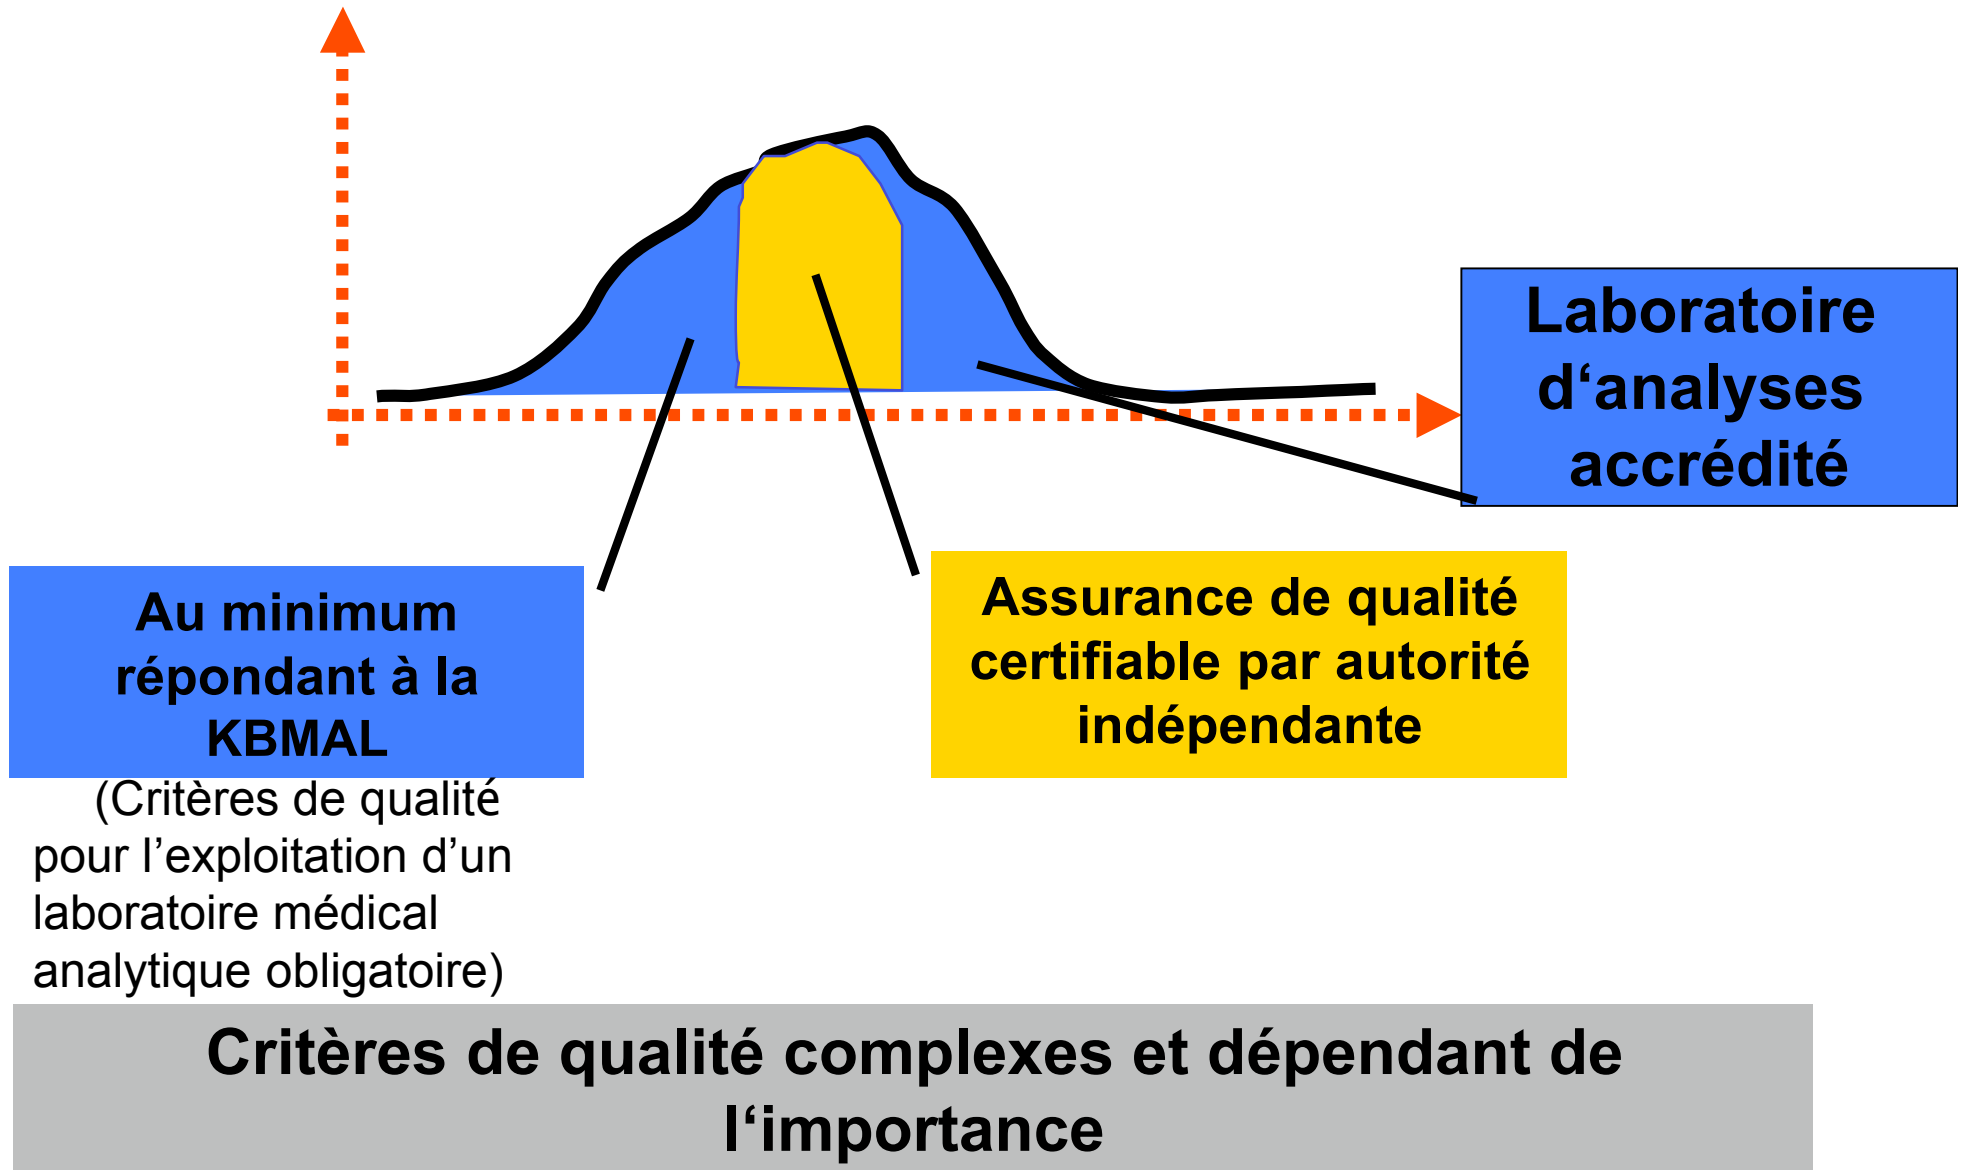 Laboratoire
d‘analyses
accrédité
Au minimum
répondant à la
KBMAL
(Critères de qualité
pour l’exploitation d’un
laboratoire médical
analytique obligatoire)
Assurance de qualité
certifiable par autorité
indépendante
Critères de qualité complexes et dépendant de
l‘importance